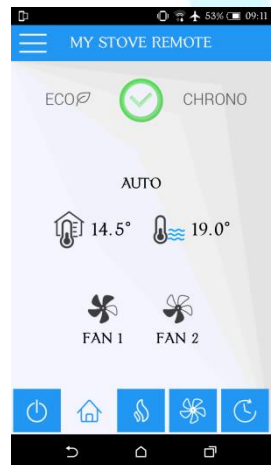 53% 09:11
MY STOVE REMOTE
ECO CHRONO
AUTO
14.5° 19.0°
FAN 1 FAN 2